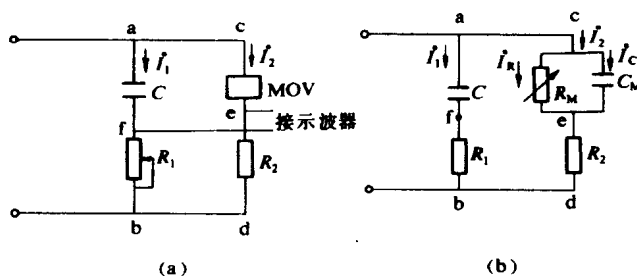 a
c
İ₁
İ₂
C
MOV
e
接示波器
f
R₁
R₂
b
d
(a)
a
c
İ₁
İ₂
İR
İC
C
RM
CM
f
e
R₁
R₂
b
d
(b)